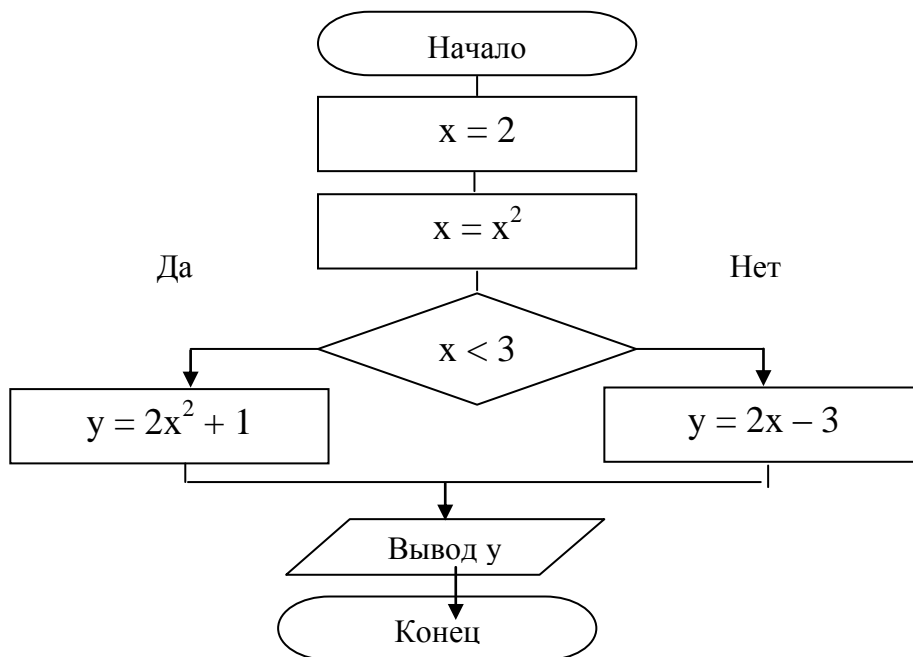 Начало
x = 2
x = x²
Да
Нет
x < 3
y = 2x² + 1
y = 2x – 3
Вывод y
Конец